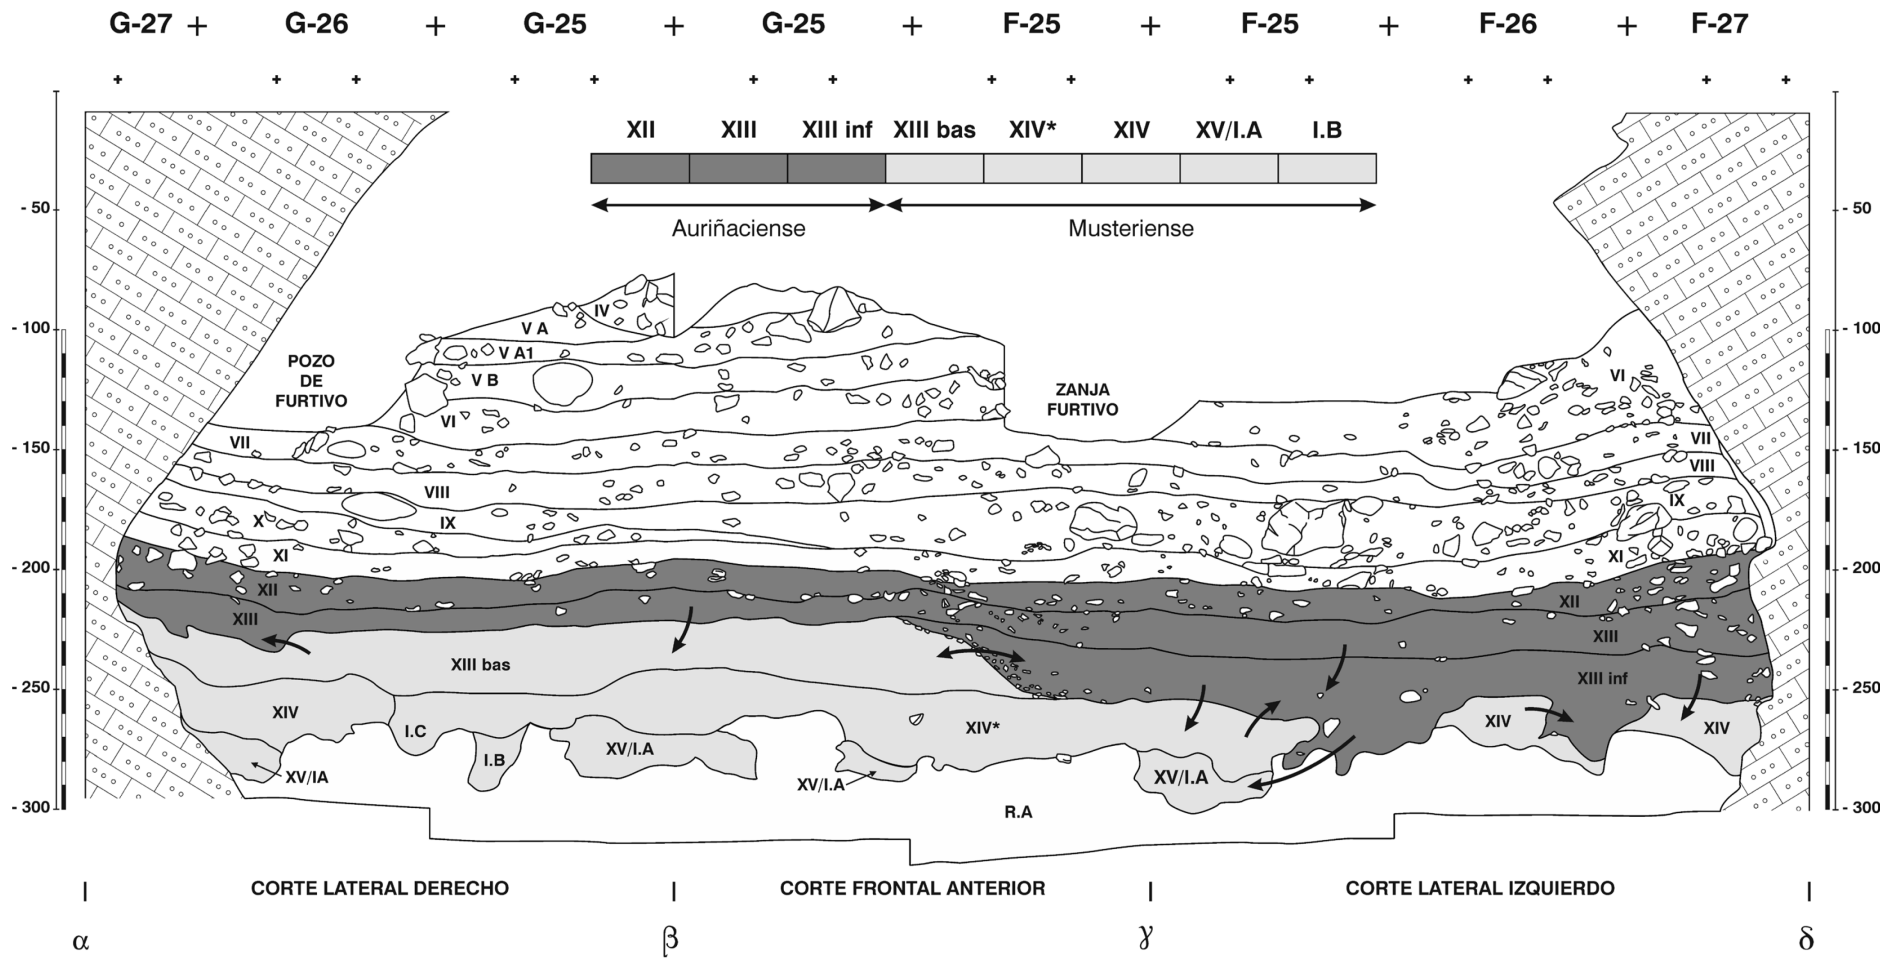 G-27 + G-26 + G-25 + G-25 + F-25 + F-25 + F-26 + F-27
XII XIII XIII inf XIII bas XIV* XIV XV/I.A I.B
Auriñaciense Musteriense
- 50 - 50
IV
V A
- 100 - 100
V A1
POZO
DE
FURTIVO
V B
VI
ZANJA
FURTIVO
VI
VII VII
- 150 - 150
VIII VIII
IX IX
X
XI XI
- 200 - 200
XII XII
XIII XIII
XIII bas XIII inf
- 250 - 250
XIV I.C XIV* XIV XIV
XV/IA I.B XV/I.A XV/I.A XV/I.A
- 300 R.A - 300
CORTE LATERAL DERECHO CORTE FRONTAL ANTERIOR CORTE LATERAL IZQUIERDO
α β γ δ